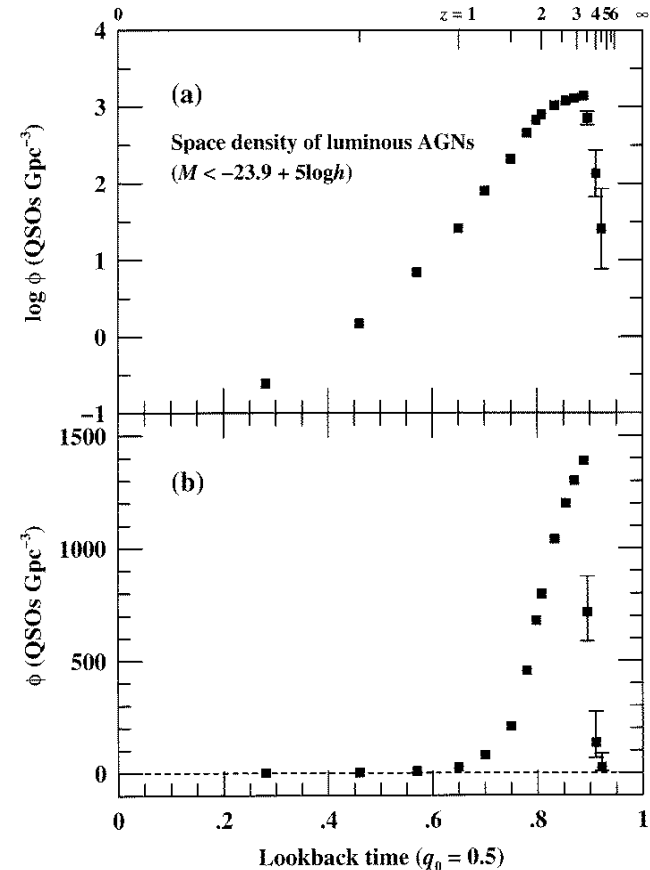 0 z = 1 2 3 4 5 6 ∞
4
(a)
3
Space density of luminous AGNs
(M < −23.9 + 5logh)
2
1
0
−1
log ϕ (QSOs Gpc⁻³)
1500
(b)
1000
500
0
ϕ (QSOs Gpc⁻³)
0 .2 .4 .6 .8 1
Lookback time (q₀ = 0.5)